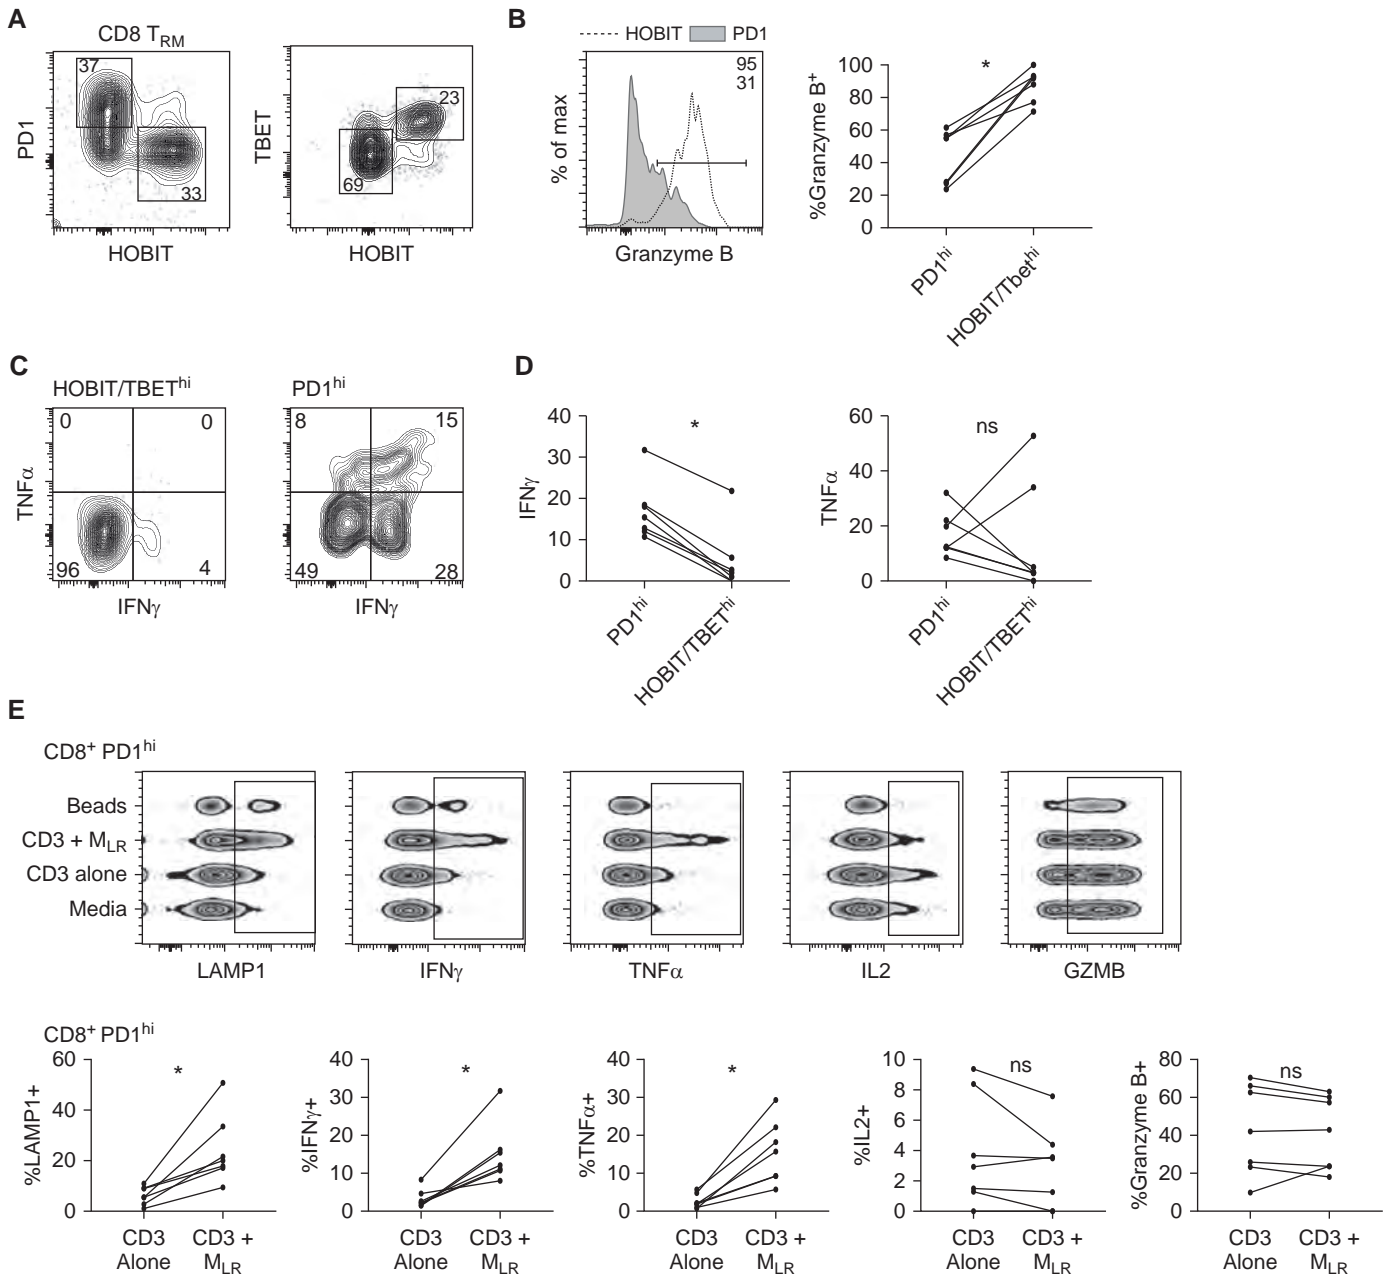 A
CD8 TRM
37
33
PD1
HOBIT
23
69
TBET
HOBIT
B
HOBIT PD1
95
31
% of max
Granzyme B
*
%Granzyme B+
100
80
60
40
20
0
PD1hi
HOBIT/Tbethi
C
HOBIT/TBEThi
0 0
96 4
TNFα
IFNγ
PD1hi
8 15
49 28
IFNγ
D
*
IFNγ
40
30
20
10
0
PD1hi
HOBIT/TBEThi
ns
TNFα
60
40
20
0
PD1hi
HOBIT/TBEThi
E
CD8+ PD1hi
Beads
CD3 + MLR
CD3 alone
Media
LAMP1 IFNγ TNFα IL2 GZMB
CD8+ PD1hi
*
%LAMP1+
60
40
20
0
CD3 CD3 +
Alone MLR
*
%IFNγ+
40
30
20
10
0
CD3 CD3 +
Alone MLR
*
%TNFα+
40
30
20
10
0
CD3 CD3 +
Alone MLR
ns
%IL2+
10
8
6
4
2
0
CD3 CD3 +
Alone MLR
ns
%Granzyme B+
80
60
40
20
0
CD3 CD3 +
Alone MLR